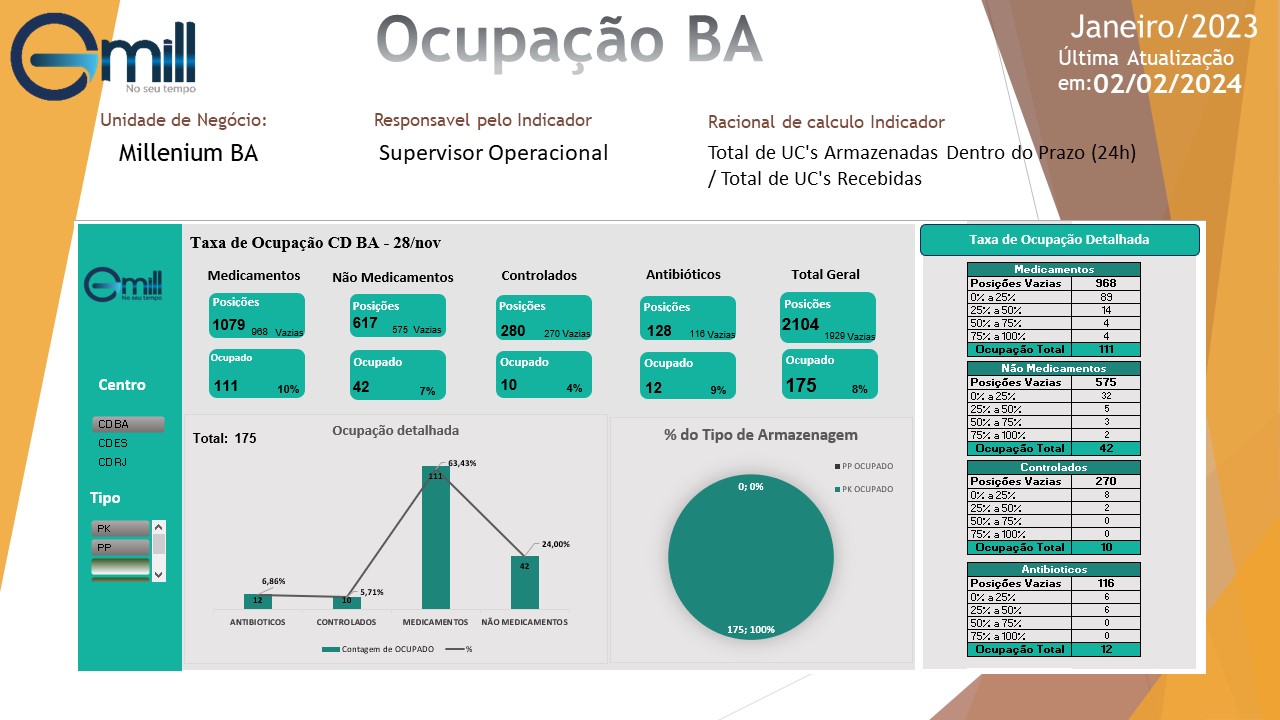 Gmill
No seu tempo
Ocupação BA
Janeiro/2023
Última Atualização
em:02/02/2024
Unidade de Negócio:
Millenium BA
Responsavel pelo Indicador
Supervisor Operacional
Racional de calculo Indicador
Total de UC's Armazenadas Dentro do Prazo (24h)
/ Total de UC's Recebidas
Gmill
No seu tempo
Centro
CDBA
CDES
CDRJ
Tipo
PK
PP
Taxa de Ocupação CD BA - 28/nov
Medicamentos
Posições
1079 968 Vazias
Ocupado
111 10%
Não Medicamentos
Posições
617 575 Vazias
Ocupado
42 7%
Controlados
Posições
280 270 Vazias
Ocupado
10 4%
Antibióticos
Posições
128 116 Vazias
Ocupado
12 9%
Total Geral
Posições
2104 1929 Vazias
Ocupado
175 8%
Total: 175
Ocupação detalhada
63,43%
111
24,00%
42
6,86%
12
5,71%
10
ANTIBIOTICOS CONTROLADOS MEDICAMENTOS NÃO MEDICAMENTOS
Contagem de OCUPADO %
% do Tipo de Armazenagem
PP OCUPADO
PK OCUPADO
0; 0%
175; 100%
Taxa de Ocupação Detalhada
Medicamentos
Posições Vazias 968
0% a 25% 89
25% a 50% 14
50% a 75% 4
75% a 100% 4
Ocupação Total 111
Não Medicamentos
Posições Vazias 575
0% a 25% 32
25% a 50% 5
50% a 75% 3
75% a 100% 2
Ocupação Total 42
Controlados
Posições Vazias 270
0% a 25% 8
25% a 50% 2
50% a 75% 0
75% a 100% 0
Ocupação Total 10
Antibioticos
Posições Vazias 116
0% a 25% 6
25% a 50% 6
50% a 75% 0
75% a 100% 0
Ocupação Total 12